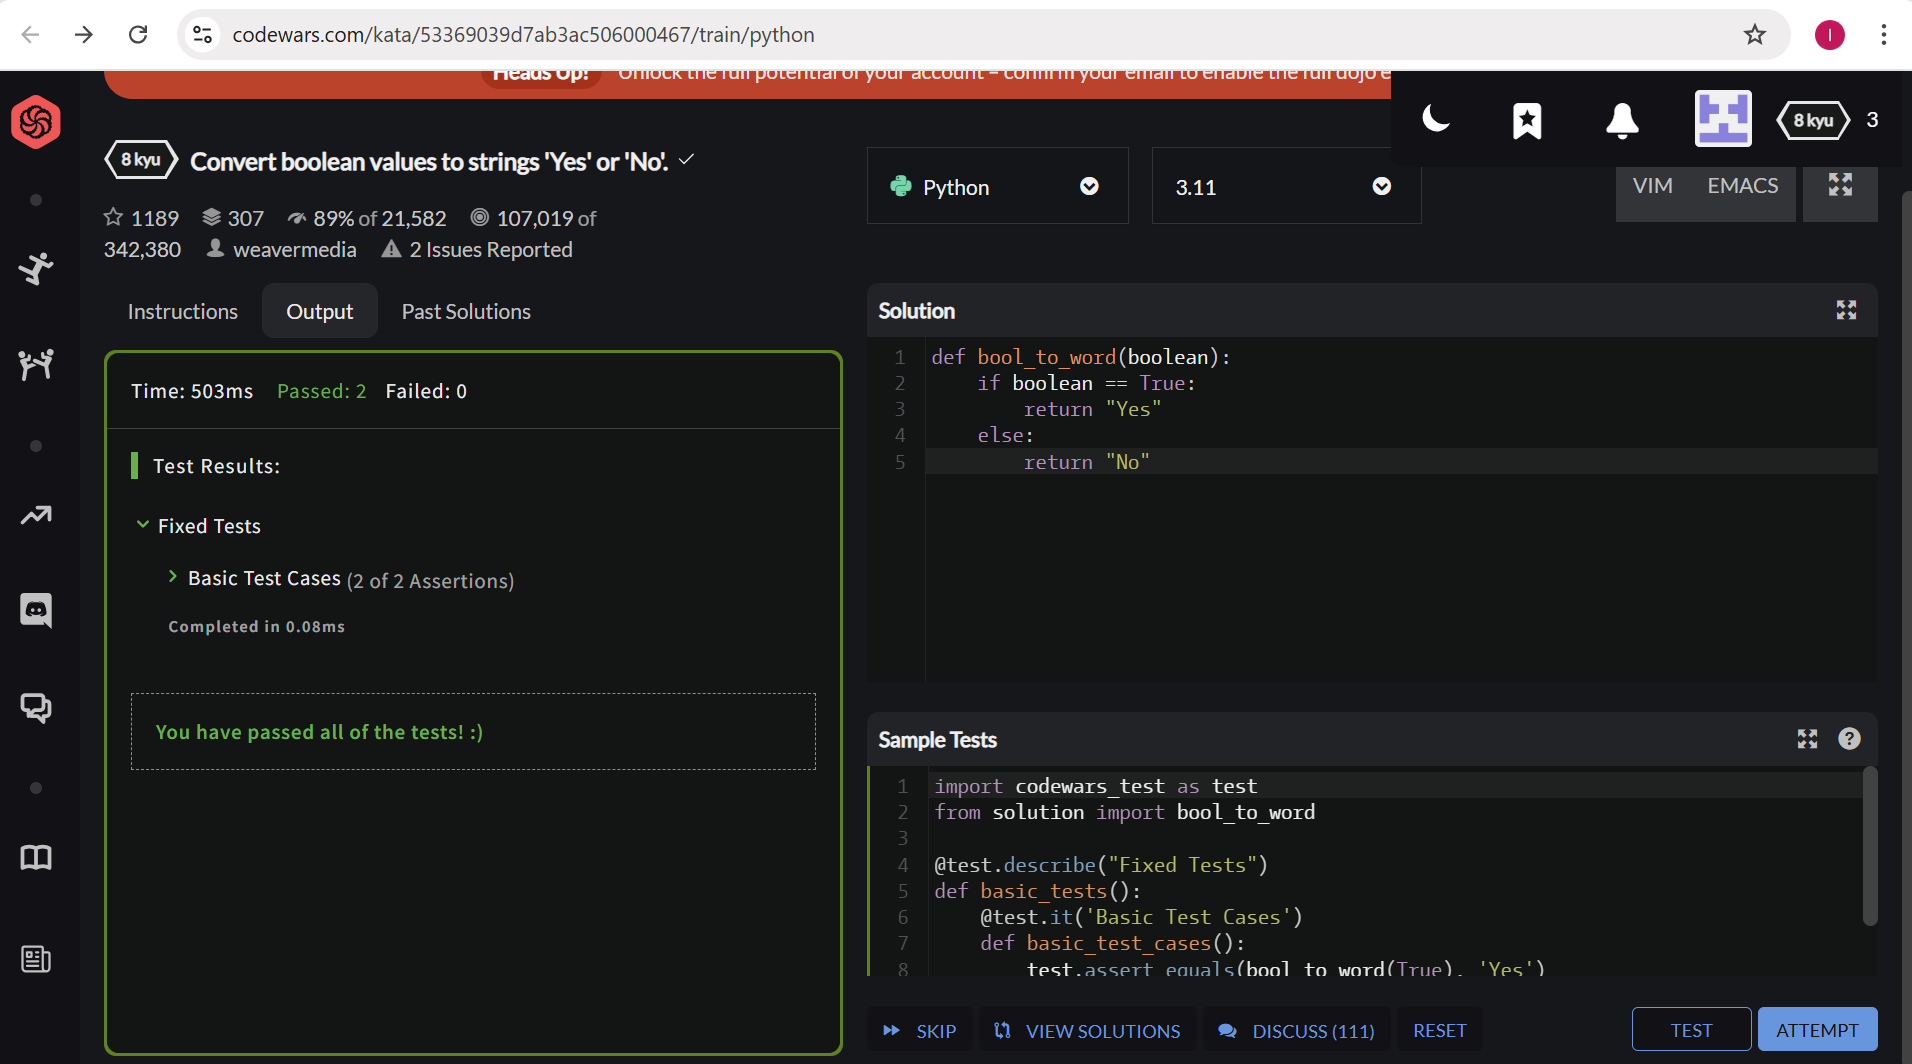 codewars.com/kata/53369039d7ab3ac506000467/train/python
I
Heads Up! Unlock the full potential of your account – confirm your email to enable the full dojo e
8 kyu 3
8 kyu Convert boolean values to strings 'Yes' or 'No'.
1189 307 89% of 21,582 107,019 of
342,380 weavermedia 2 Issues Reported
Python
3.11
VIM EMACS
Instructions Output Past Solutions
Time: 503ms Passed: 2 Failed: 0
Test Results:
Fixed Tests
Basic Test Cases (2 of 2 Assertions)
Completed in 0.08ms
You have passed all of the tests! :)
Solution
1 def bool_to_word(boolean):
2     if boolean == True:
3         return "Yes"
4     else:
5         return "No"
Sample Tests
1 import codewars_test as test
2 from solution import bool_to_word
3
4 @test.describe("Fixed Tests")
5 def basic_tests():
6     @test.it('Basic Test Cases')
7     def basic_test_cases():
8         test.assert_equals(bool_to_word(True), 'Yes')
SKIP VIEW SOLUTIONS DISCUSS (111) RESET TEST ATTEMPT